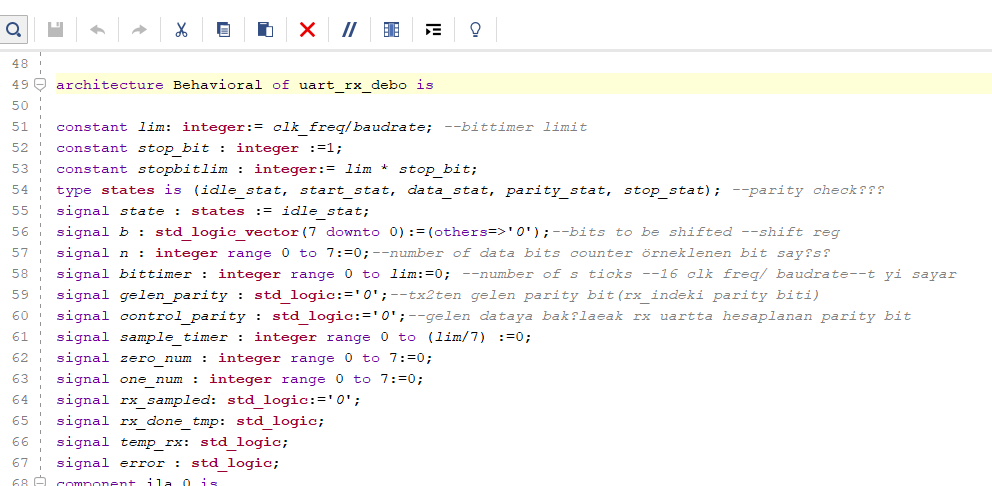 48
49 architecture Behavioral of uart_rx_debo is
50
51 constant lim: integer:= clk_freq/baudrate; --bittimer limit
52 constant stop_bit : integer :=1;
53 constant stopbitlim : integer:= lim * stop_bit;
54 type states is (idle_stat, start_stat, data_stat, parity_stat, stop_stat); --parity check???
55 signal state : states := idle_stat;
56 signal b : std_logic_vector(7 downto 0):=(others=>'0');--bits to be shifted --shift reg
57 signal n : integer range 0 to 7:=0;--number of data bits counter örneklenen bit say?s?
58 signal bittimer : integer range 0 to lim:=0; --number of s ticks --16 clk freq/ baudrate--t yi sayar
59 signal gelen_parity : std_logic:='0';--tx2ten gelen parity bit(rx_indeki parity biti)
60 signal control_parity : std_logic:='0';--gelen dataya bak?laeak rx uartta hesaplanan parity bit
61 signal sample_timer : integer range 0 to (lim/7) :=0;
62 signal zero_num : integer range 0 to 7:=0;
63 signal one_num : integer range 0 to 7:=0;
64 signal rx_sampled: std_logic:='0';
65 signal rx_done_tmp: std_logic;
66 signal temp_rx: std_logic;
67 signal error : std_logic;
68 component ila_0 is